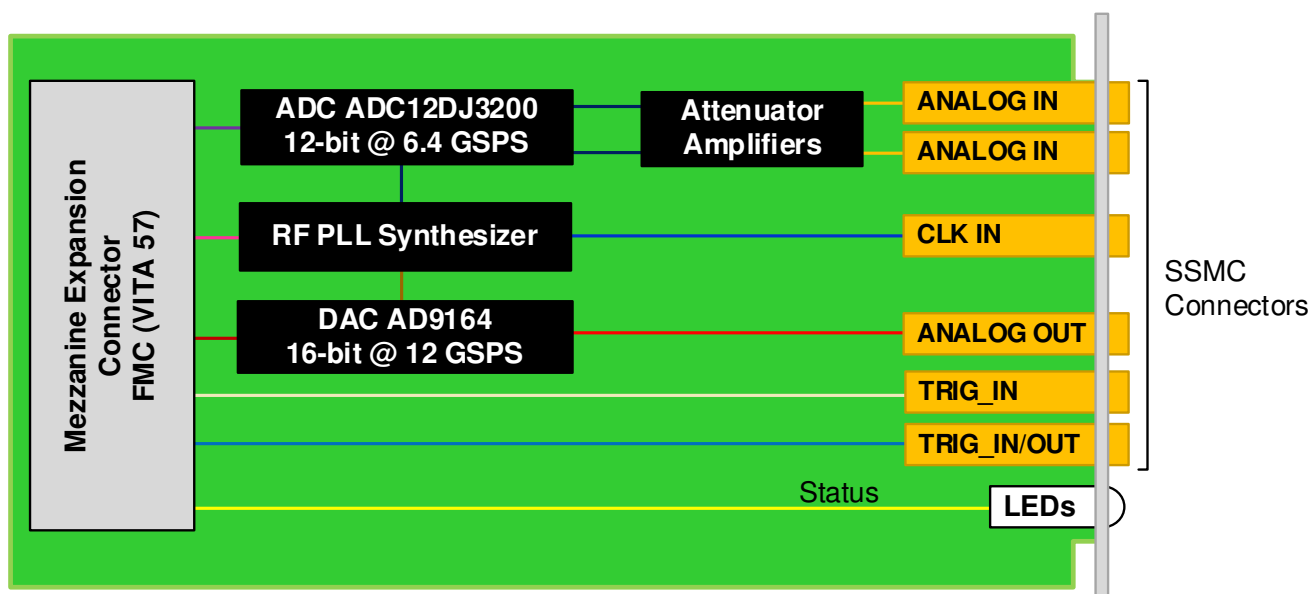 Mezzanine Expansion
Connector
FMC (VITA 57)
ADC ADC12DJ3200
12-bit @ 6.4 GSPS
Attenuator
Amplifiers
ANALOG IN
ANALOG IN
RF PLL Synthesizer
CLK IN
DAC AD9164
16-bit @ 12 GSPS
ANALOG OUT
TRIG_IN
TRIG_IN/OUT
Status
LEDs
SSMC
Connectors